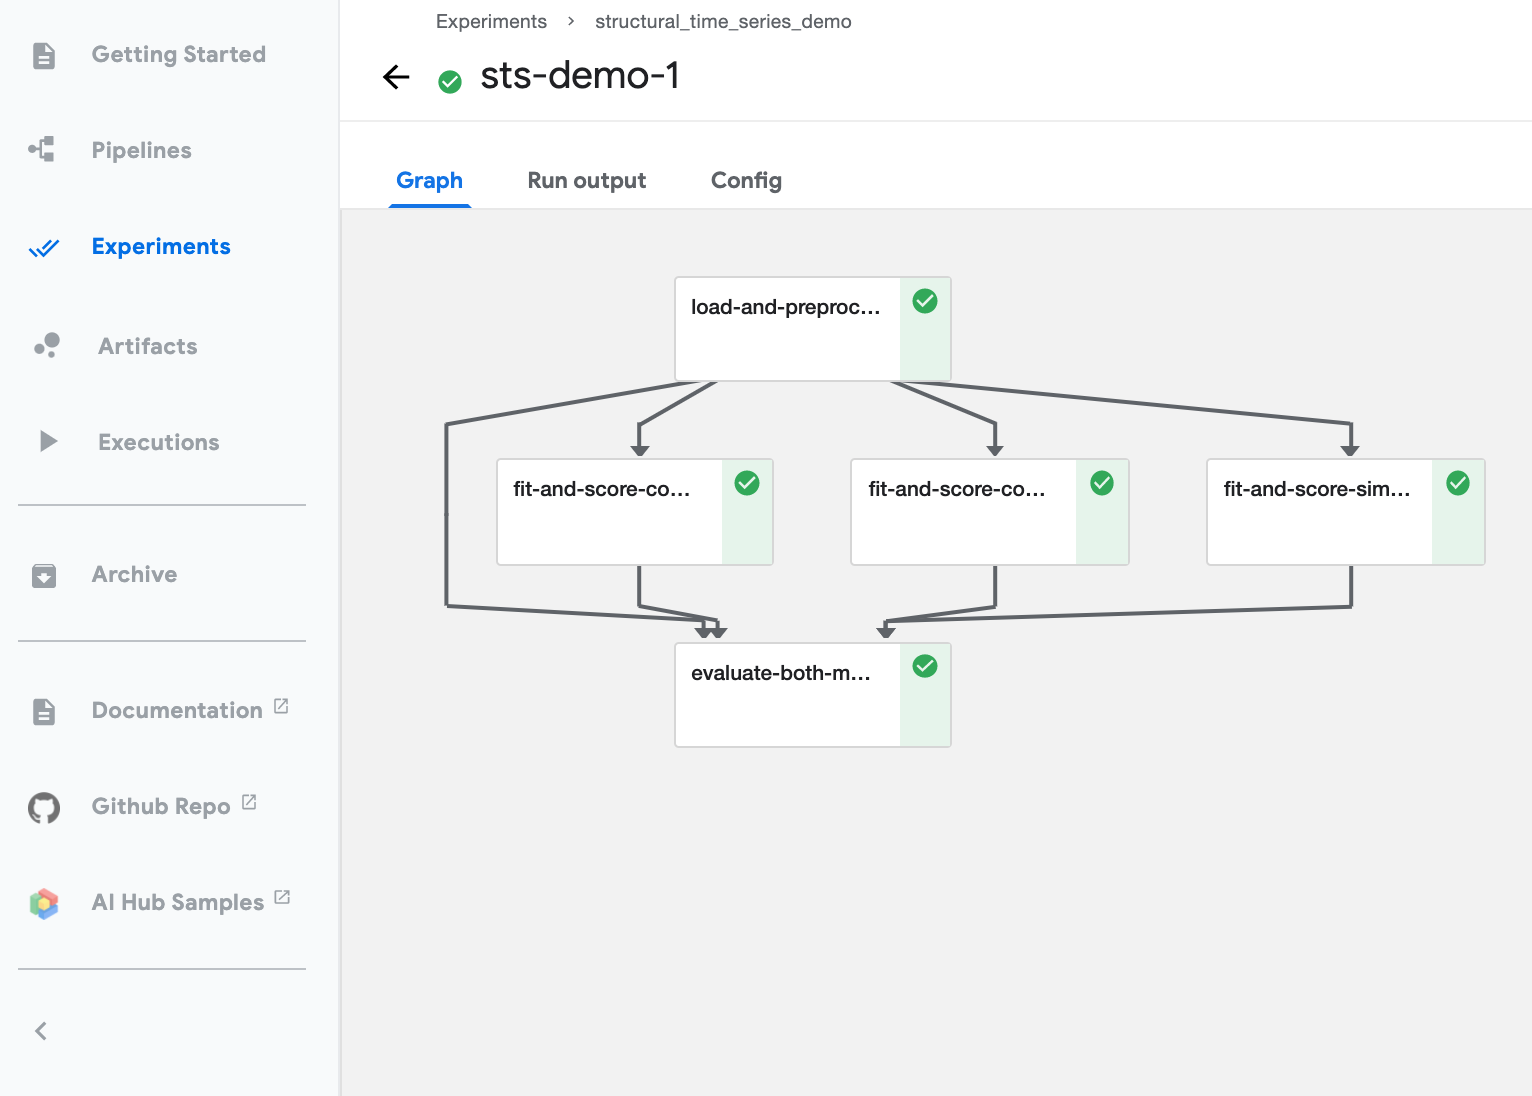 Getting Started
Pipelines
Experiments
Artifacts
Executions
Archive
Documentation
Github Repo
AI Hub Samples
Experiments > structural_time_series_demo
sts-demo-1
Graph Run output Config
load-and-preproc...
fit-and-score-co... fit-and-score-co... fit-and-score-sim...
evaluate-both-m...